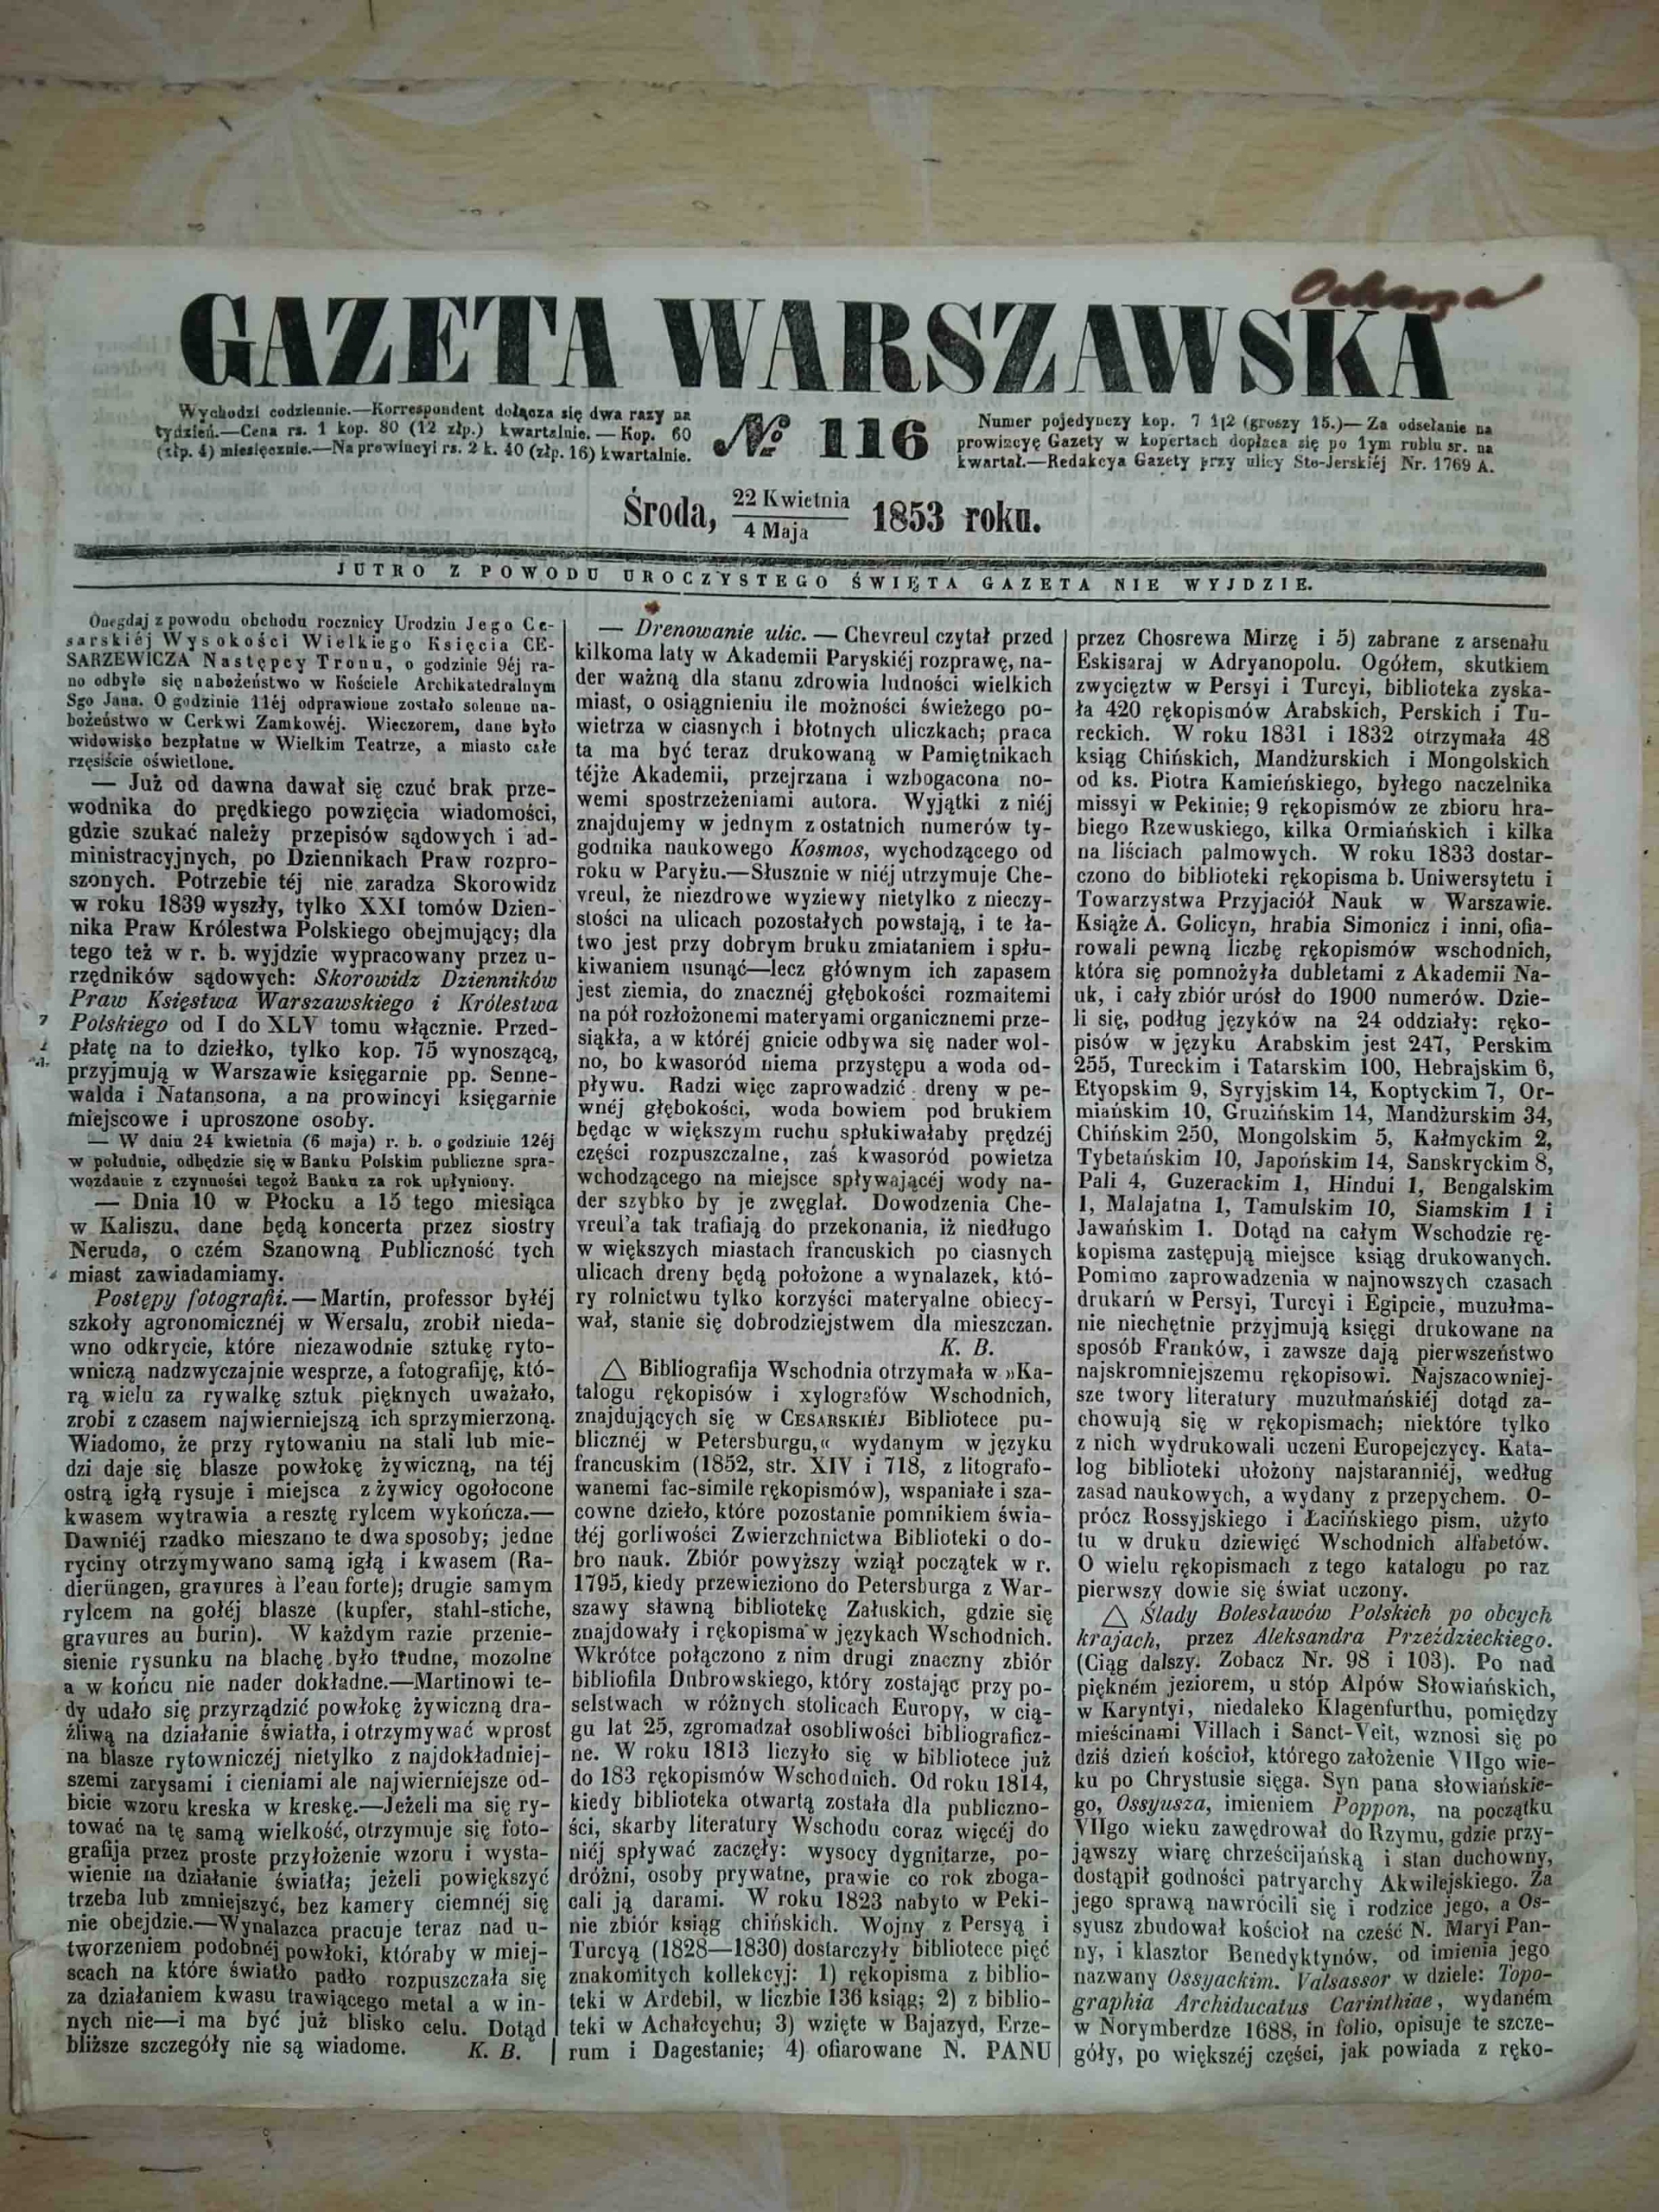 GAZETA WARSZAWSKA
Wychodzi codziennie.—Korrespondent dołącza się dwa razy na
tydzień.—Cena rs. 1 kop. 80 (12 złp.) kwartalnie. — Kop. 60
(złp. 4) miesięcznie.—Na prowincyi rs. 2 k. 40 (złp. 16) kwartalnie.
№ 116
Numer pojedynczy kop. 7 1|2 (groszy 15.)—Za odsełanie na
prowincyę Gazety w kopertach dopłaca się po 1ym rublu sr. na
kwartał.—Redakcya Gazety przy ulicy Sto-Jerskiéj Nr. 1769 A.
Środa, 22 Kwietnia / 4 Maja 1853 roku.
JUTRO Z POWODU UROCZYSTEGO ŚWIĘTA GAZETA NIE WYJDZIE.
Onegdaj z powodu obchodu rocznicy Urodzin Jego Ce-
sarskiéj Wysokości Wielkiego Księcia CE-
SARZEWICZA Następcy Tronu, o godzinie 9éj ra-
no odbyło się nabożeństwo w Kościele Archikatedralnym
Sgo Jana. O godzinie 11éj odprawione zostało solenne na-
bożeństwo w Cerkwi Zamkowéj. Wieczorem, dane było
widowisko bezpłatne w Wielkim Teatrze, a miasto całe
rzęsiście oświetlone.
— Już od dawna dawał się czuć brak prze-
wodnika do prędkiego powzięcia wiadomości,
gdzie szukać należy przepisów sądowych i ad-
ministracyjnych, po Dziennikach Praw rozpro-
szonych. Potrzebie téj nie zaradza Skorowidz
w roku 1839 wyszły, tylko XXI tomów Dzien-
nika Praw Królestwa Polskiego obejmujący; dla
tego też w r. b. wyjdzie wypracowany przez u-
rzędników sądowych: Skorowidz Dzienników
Praw Księstwa Warszawskiego i Królestwa
Polskiego od I do XLV tomu włącznie. Przed-
płatę na to dziełko, tylko kop. 75 wynoszącą,
przyjmują w Warszawie księgarnie pp. Senne-
walda i Natansona, a na prowincyi księgarnie
miejscowe i uproszone osoby.
— W dniu 24 kwietnia (6 maja) r. b. o godzinie 12éj
w południe, odbędzie się w Banku Polskim publiczne spra-
wozdanie z czynności tegoż Banku za rok upłyniony.
— Dnia 10 w Płocku a 15 tego miesiąca
w Kaliszu, dane będą koncerta przez siostry
Neruda, o czém Szanowną Publiczność tych
miast zawiadamiamy.
Postępy fotografii.—Martin, professor byłéj
szkoły agronomicznéj w Wersalu, zrobił nieda-
wno odkrycie, które niezawodnie sztukę ryto-
wniczą nadzwyczajnie wesprze, a fotografiję, któ-
rą wielu za rywalkę sztuk pięknych uważało,
zrobi z czasem najwierniejszą ich sprzymierzoną.
Wiadomo, że przy rytowaniu na stali lub mie-
dzi daje się blasze powłokę żywiczną, na téj
ostrą igłą rysuje i miejsca z żywicy ogołocone
kwasem wytrawia a resztę rylcem wykończa.—
Dawniéj rzadko mieszano te dwa sposoby; jedne
ryciny otrzymywano samą igłą i kwasem (Ra-
dierüngen, gravures à l'eau forte); drugie samym
rylcem na gołéj blasze (kupfer, stahl-stiche,
gravures au burin). W każdym razie przenie-
sienie rysunku na blachę było trudne, mozolne
a w końcu nie nader dokładne.—Martinowi te-
dy udało się przyrządzić powłokę żywiczną dra-
żliwą na działanie światła, i otrzymywać wprost
na blasze rytowniczéj nietylko z najdokładniej-
szemi zarysami i cieniami ale najwierniejsze od-
bicie wzoru kreska w kreskę.—Jeżeli ma się ry-
tować na tę samą wielkość, otrzymuje się foto-
grafija przez proste przyłożenie wzoru i wysta-
wienie na działanie światła; jeżeli powiększyć
trzeba lub zmniejszyć, bez kamery ciemnéj się
nie obejdzie.—Wynalazca pracuje teraz nad u-
tworzeniem podobnéj powłoki, któraby w miej-
scach na które światło padło rozpuszczała się
za działaniem kwasu trawiącego metal a w in-
nych nie—i ma być już blisko celu. Dotąd
bliższe szczegóły nie są wiadome. K. B.
— Drenowanie ulic. — Chevreul czytał przed
kilkoma laty w Akademii Paryskiéj rozprawę, na-
der ważną dla stanu zdrowia ludności wielkich
miast, o osiągnieniu ile możności świeżego po-
wietrza w ciasnych i błotnych uliczkach; praca
ta ma być teraz drukowaną w Pamiętnikach
téjże Akademii, przejrzana i wzbogacona no-
wemi spostrzeżeniami autora. Wyjątki z niéj
znajdujemy w jednym z ostatnich numerów ty-
godnika naukowego Kosmos, wychodzącego od
roku w Paryżu.—Słusznie w niéj utrzymuje Che-
vreul, że niezdrowe wyziewy nietylko z nieczy-
stości na ulicach pozostałych powstają, i te ła-
two jest przy dobrym bruku zmiataniem i spłu-
kiwaniem usunąć—lecz głównym ich zapasem
jest ziemia, do znacznéj głębokości rozmaitemi
na pół rozłożonemi materyami organicznemi prze-
siąkła, a w któréj gnicie odbywa się nader wol-
no, bo kwasoród niema przystępu a woda od-
pływu. Radzi więc zaprowadzić dreny w pe-
wnéj głębokości, woda bowiem pod brukiem
będąc w większym ruchu spłukiwałaby prędzéj
części rozpuszczalne, zaś kwasoród powietza
wchodzącego na miejsce spływającéj wody na-
der szybko by je zwęglał. Dowodzenia Che-
vreul'a tak trafiają do przekonania, iż niedługo
w większych miastach francuskich po ciasnych
ulicach dreny będą położone a wynalazek, któ-
ry rolnictwu tylko korzyści materyalne obiecy-
wał, stanie się dobrodziejstwem dla mieszczan.
K. B.
△ Bibliografija Wschodnia otrzymała w »Ka-
talogu rękopisów i xylografów Wschodnich,
znajdujących się w CESARSKIÉJ Bibliotece pu-
blicznéj w Petersburgu,« wydanym w języku
francuskim (1852, str. XIV i 718, z litografo-
wanemi fac-simile rękopismów), wspaniałe i sza-
cowne dzieło, które pozostanie pomnikiem świa-
tłéj gorliwości Zwierzchnictwa Biblioteki o do-
bro nauk. Zbiór powyższy wziął początek w r.
1795, kiedy przewieziono do Petersburga z War-
szawy sławną bibliotekę Załuskich, gdzie się
znajdowały i rękopisma w językach Wschodnich.
Wkrótce połączono z nim drugi znaczny zbiór
bibliofila Dubrowskiego, który zostając przy po-
selstwach w różnych stolicach Europy, w cią-
gu lat 25, zgromadzał osobliwości bibliograficz-
ne. W roku 1813 liczyło się w bibliotece już
do 183 rękopismów Wschodnich. Od roku 1814,
kiedy biblioteka otwartą została dla publiczno-
ści, skarby literatury Wschodu coraz więcéj do
niéj spływać zaczęły: wysocy dygnitarze, po-
dróżni, osoby prywatne, prawie co rok zboga-
cali ją darami. W roku 1823 nabyto w Peki-
nie zbiór ksiąg chińskich. Wojny z Persyą i
Turcyą (1828—1830) dostarczyły bibliotece pięć
znakomitych kollekcyj: 1) rękopisma z biblio-
teki w Ardebil, w liczbie 136 ksiąg; 2) z biblio-
teki w Achałcychu; 3) wzięte w Bajazyd, Erze-
rum i Dagestanie; 4) ofiarowane N. PANU
przez Chosrewa Mirzę i 5) zabrane z arsenału
Eskisaraj w Adryanopolu. Ogółem, skutkiem
zwycięztw w Persyi i Turcyi, biblioteka zyska-
ła 420 rękopismów Arabskich, Perskich i Tu-
reckich. W roku 1831 i 1832 otrzymała 48
ksiąg Chińskich, Mandżurskich i Mongolskich
od ks. Piotra Kamieńskiego, byłego naczelnika
missyi w Pekinie; 9 rękopismów ze zbioru hra-
biego Rzewuskiego, kilka Ormiańskich i kilka
na liściach palmowych. W roku 1833 dostar-
czono do biblioteki rękopisma b. Uniwersytetu i
Towarzystwa Przyjaciół Nauk w Warszawie.
Książe A. Golicyn, hrabia Simonicz i inni, ofia-
rowali pewną liczbę rękopismów wschodnich,
która się pomnożyła dubletami z Akademii Na-
uk, i cały zbiór urósł do 1900 numerów. Dzie-
li się, podług języków na 24 oddziały: ręko-
pisów w języku Arabskim jest 247, Perskim
255, Tureckim i Tatarskim 100, Hebrajskim 6,
Etyopskim 9, Syryjskim 14, Koptyckim 7, Or-
miańskim 10, Gruzińskim 14, Mandżurskim 34,
Chińskim 250, Mongolskim 5, Kałmyckim 2,
Tybetańskim 10, Japońskim 14, Sanskryckim 8,
Pali 4, Guzerackim 1, Hindui 1, Bengalskim
1, Malajatna 1, Tamulskim 10, Siamskim 1 i
Jawańskim 1. Dotąd na całym Wschodzie rę-
kopisma zastępują miejsce ksiąg drukowanych.
Pomimo zaprowadzenia w najnowszych czasach
drukarń w Persyi, Turcyi i Egipcie, muzułma-
nie niechętnie przyjmują księgi drukowane na
sposób Franków, i zawsze dają pierwszeństwo
najskromniejszemu rękopisowi. Najszacowniej-
sze twory literatury muzułmańskiéj dotąd za-
chowują się w rękopismach; niektóre tylko
z nich wydrukowali uczeni Europejczycy. Kata-
log biblioteki ułożony najstaranniéj, według
zasad naukowych, a wydany z przepychem. O-
prócz Rossyjskiego i Łacińskiego pism, użyto
tu w druku dziewięć Wschodnich alfabetów.
O wielu rękopismach z tego katalogu po raz
pierwszy dowie się świat uczony.
△ Ślady Bolesławów Polskich po obcych
krajach, przez Aleksandra Przeździeckiego.
(Ciąg dalszy. Zobacz Nr. 98 i 103). Po nad
piękném jeziorem, u stóp Alpów Słowiańskich,
w Karyntyi, niedaleko Klagenfurthu, pomiędzy
mieścinami Villach i Sanct-Veit, wznosi się po
dziś dzień kościół, którego założenie VIIgo wie-
ku po Chrystusie sięga. Syn pana słowiańskie-
go, Ossyusza, imieniem Poppon, na początku
VIIgo wieku zawędrował do Rzymu, gdzie przy-
jąwszy wiarę chrześcijańską i stan duchowny,
dostąpił godności patryarchy Akwilejskiego. Za
jego sprawą nawrócili się i rodzice jego, a Os-
syusz zbudował kościoł na cześć N. Maryi Pan-
ny, i klasztor Benedyktynów, od imienia jego
nazwany Ossyackim. Valsassor w dziele: Topo-
graphia Archiducatus Carinthiae, wydaném
w Norymberdze 1688, in folio, opisuje te szcze-
góły, po większéj części, jak powiada z ręko-